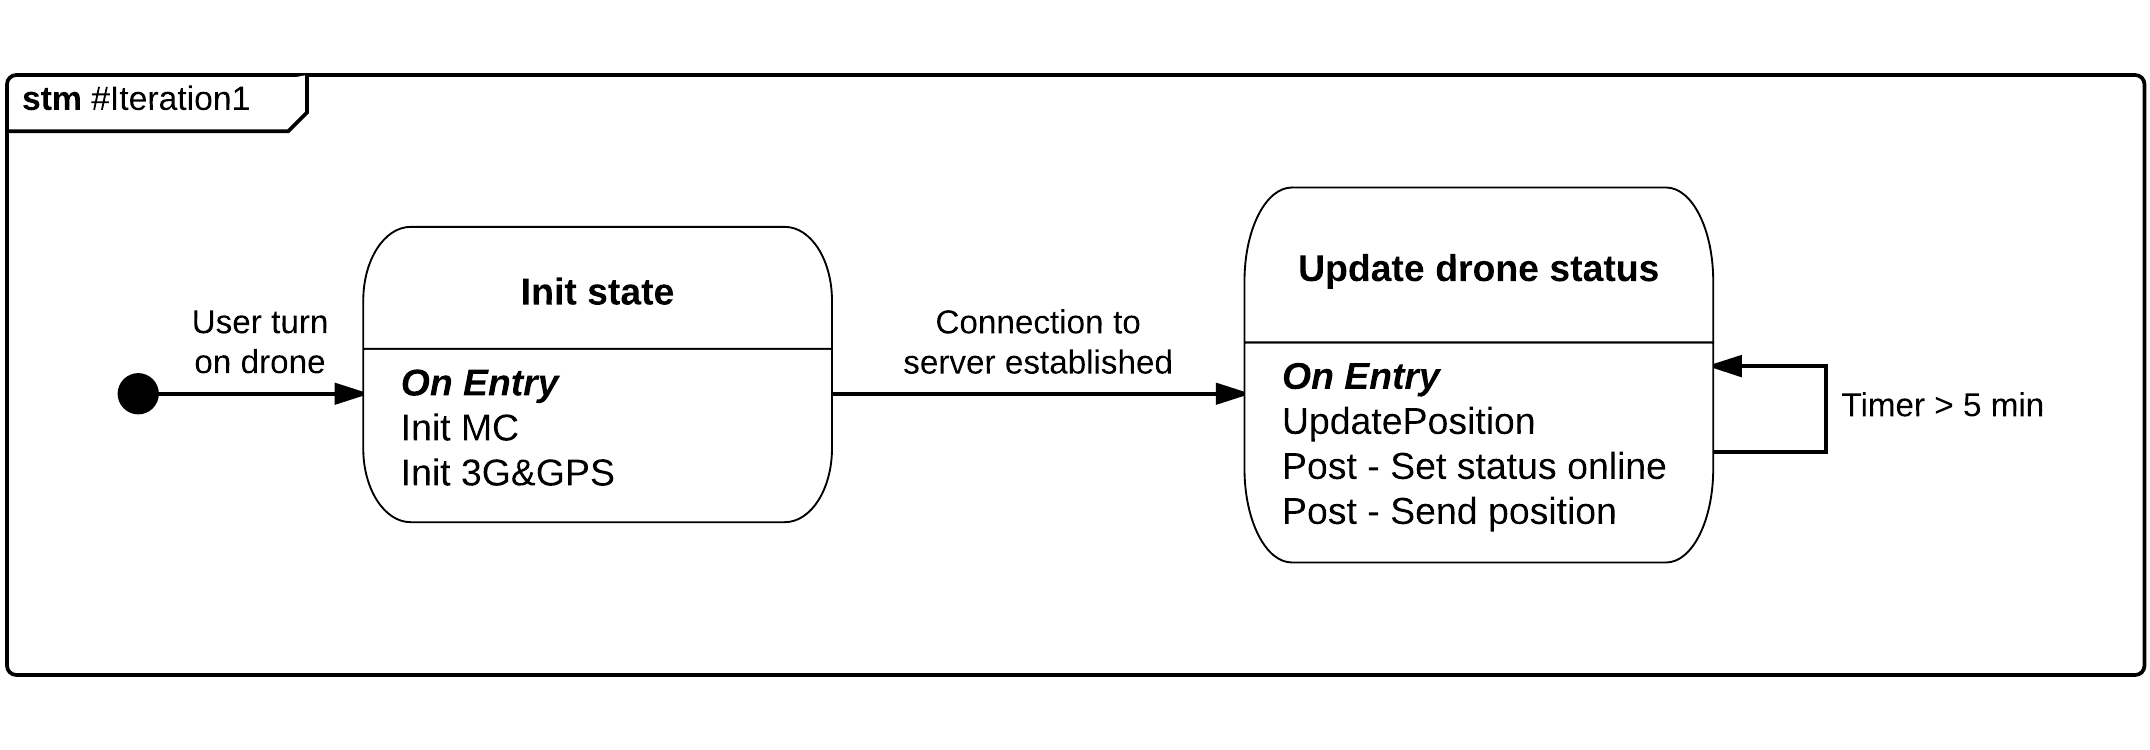 stm #Iteration1
User turn
on drone
Init state
On Entry
Init MC
Init 3G&GPS
Connection to
server established
Update drone status
On Entry
UpdatePosition
Post - Set status online
Post - Send position
Timer > 5 min